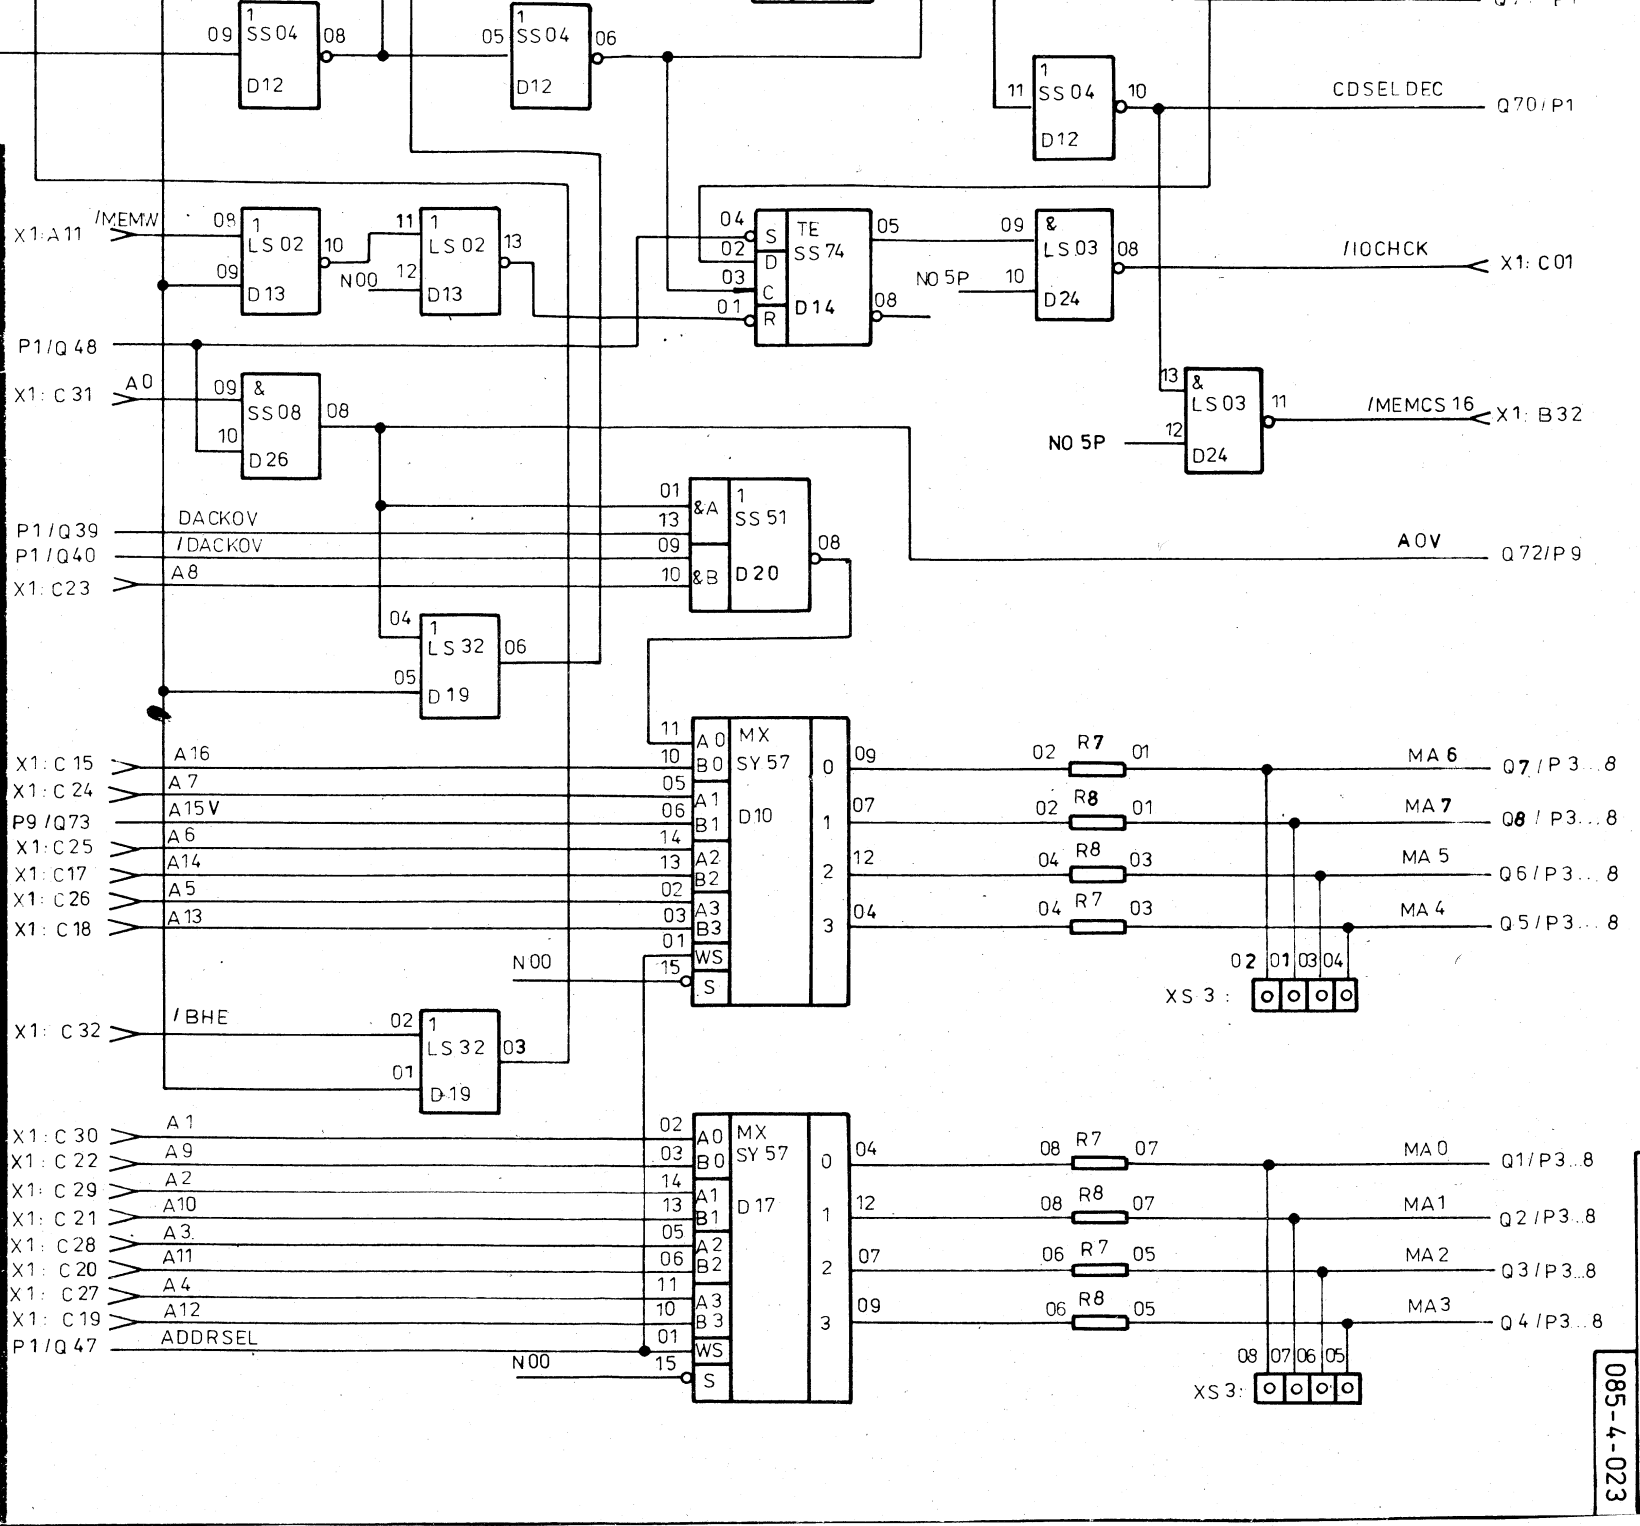 1
SS04
09 08
D12
1
SS04
05 06
D12
1
SS04
11 10
D12
CDSELDEC
Q70/P1
X1:A11
/MEMW
08
09
1
LS02
10
D13
N00
11
12
1
LS02
13
D13
04
02
03
01
S
D
C
R
TE
SS74
D14
05
08
NO5P
09
10
&
LS03
08
D24
/IOCHCK
X1:C01
P1/Q48
X1:C31
A0
09
10
&
SS08
08
D26
13
12
&
LS03
11
D24
NO5P
/MEMCS16
X1:B32
P1/Q39
DACKOV
P1/Q40
/DACKOV
X1:C23
A8
01
13
09
10
&A
&B
1
SS51
D20
08
A0V
Q72/P9
04
05
1
LS32
06
D19
X1:C15 A16
X1:C24 A7
P9/Q73 A15V
X1:C25 A6
X1:C17 A14
X1:C26 A5
X1:C18 A13
11 A0
10 B0
05 A1
06 B1
14 A2
13 B2
02 A3
03 B3
01 WS
15 S
N00
MX
SY57
D10
0 09
1 07
2 12
3 04
02 R7 01 MA6 Q7/P3...8
02 R8 01 MA7 Q8/P3...8
04 R8 03 MA5 Q6/P3...8
04 R7 03 MA4 Q5/P3...8
02 01 03 04
XS3:
X1:C32
/BHE
02
01
1
LS32
03
D19
X1:C30 A1
X1:C22 A9
X1:C29 A2
X1:C21 A10
X1:C28 A3
X1:C20 A11
X1:C27 A4
X1:C19 A12
P1/Q47 ADDRSEL
02 A0
03 B0
14 A1
13 B1
05 A2
06 B2
11 A3
10 B3
01 WS
15 S
N00
MX
SY57
D17
0 04
1 12
2 07
3 09
08 R7 07 MA0 Q1/P3...8
08 R8 07 MA1 Q2/P3...8
06 R7 05 MA2 Q3/P3...8
06 R8 05 MA3 Q4/P3...8
08 07 06 05
XS3:
085-4-023